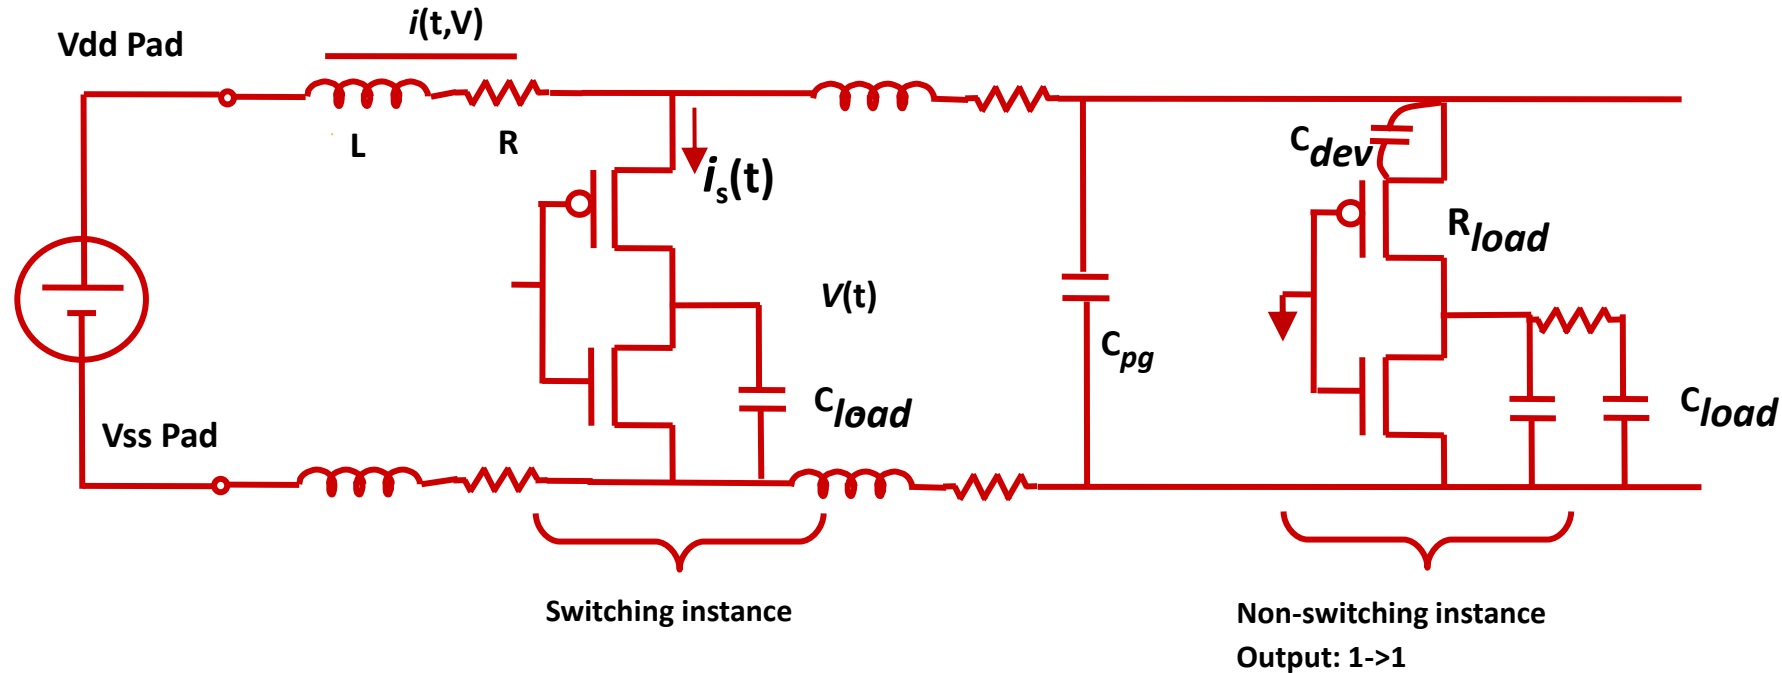 i(t,V)
Vdd Pad
L
R
is(t)
Cdev
Rload
V(t)
Cpg
Cload
Cload
Vss Pad
Switching instance
Non-switching instance
Output: 1->1